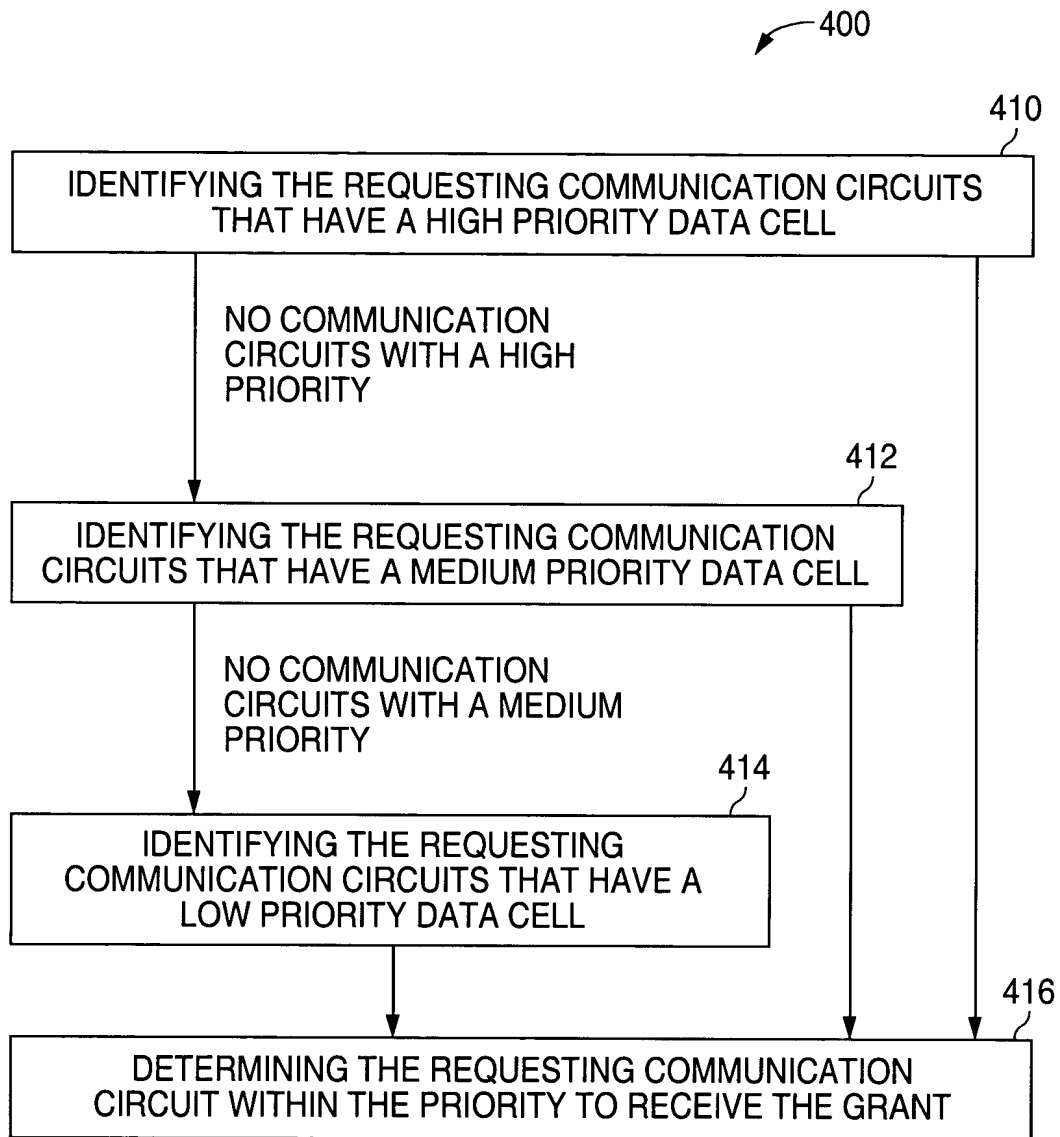 400
410
IDENTIFYING THE REQUESTING COMMUNICATION CIRCUITS
THAT HAVE A HIGH PRIORITY DATA CELL
NO COMMUNICATION
CIRCUITS WITH A HIGH
PRIORITY
412
IDENTIFYING THE REQUESTING COMMUNICATION
CIRCUITS THAT HAVE A MEDIUM PRIORITY DATA CELL
NO COMMUNICATION
CIRCUITS WITH A MEDIUM
PRIORITY
414
IDENTIFYING THE REQUESTING
COMMUNICATION CIRCUITS THAT HAVE A
LOW PRIORITY DATA CELL
416
DETERMINING THE REQUESTING COMMUNICATION
CIRCUIT WITHIN THE PRIORITY TO RECEIVE THE GRANT